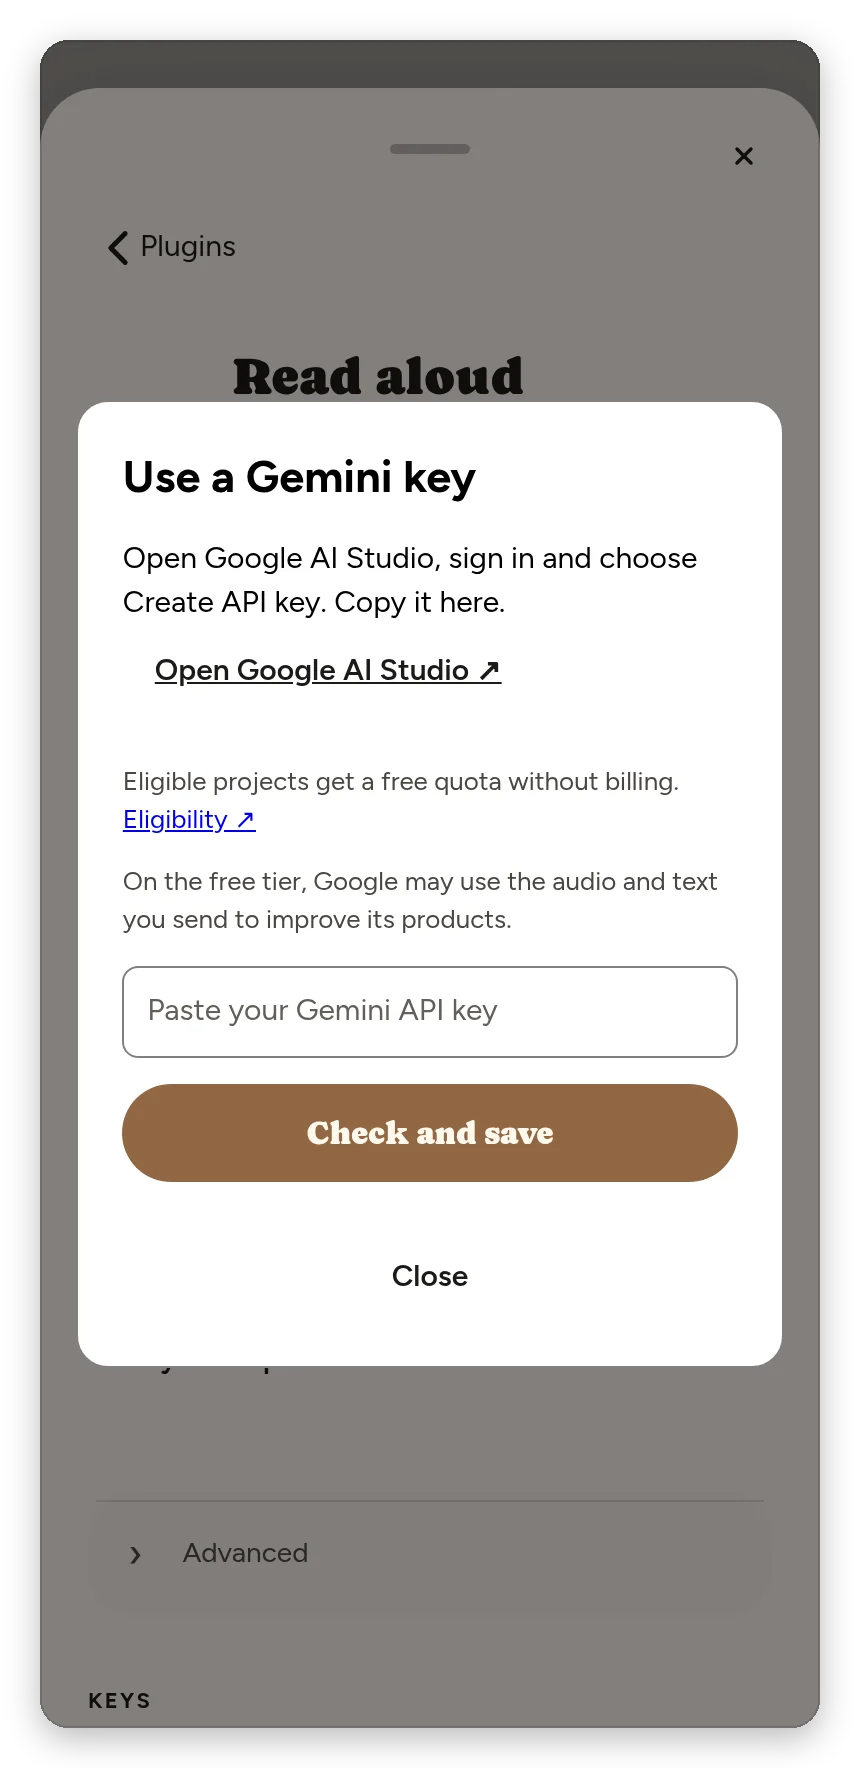 Plugins
Read aloud
Use a Gemini key
Open Google AI Studio, sign in and choose
Create API key. Copy it here.
Open Google AI Studio ↗
Eligible projects get a free quota without billing.
Eligibility ↗
On the free tier, Google may use the audio and text
you send to improve its products.
Paste your Gemini API key
Check and save
Close
Advanced
KEYS